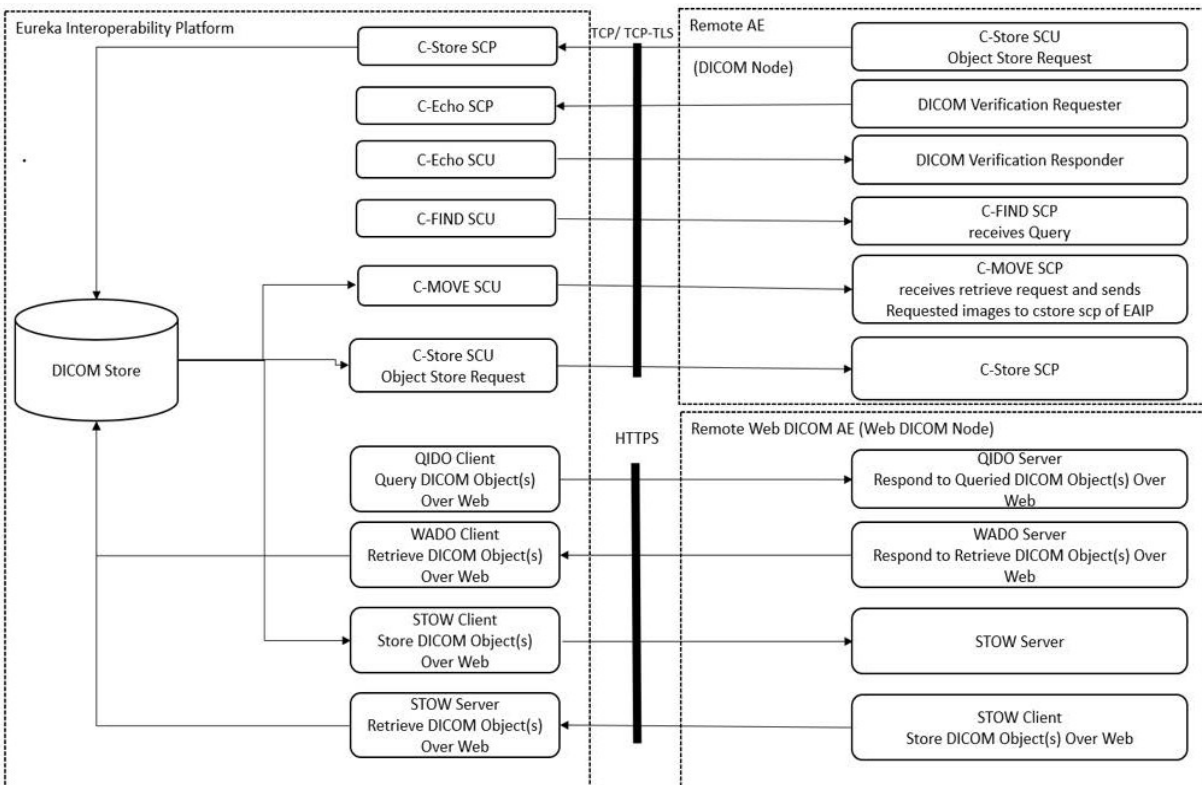 Eureka Interoperability Platform
C-Store SCP
C-Echo SCP
C-Echo SCU
C-FIND SCU
C-MOVE SCU
C-Store SCU
Object Store Request
DICOM Store
QIDO Client
Query DICOM Object(s)
Over Web
WADO Client
Retrieve DICOM Object(s)
Over Web
STOW Client
Store DICOM Object(s)
Over Web
STOW Server
Retrieve DICOM Object(s)
Over Web
TCP/ TCP-TLS
HTTPS
Remote AE
(DICOM Node)
C-Store SCU
Object Store Request
DICOM Verification Requester
DICOM Verification Responder
C-FIND SCP
receives Query
C-MOVE SCP
receives retrieve request and sends
Requested images to cstore scp of EAIP
C-Store SCP
Remote Web DICOM AE (Web DICOM Node)
QIDO Server
Respond to Queried DICOM Object(s) Over
Web
WADO Server
Respond to Retrieve DICOM Object(s) Over
Web
STOW Server
STOW Client
Store DICOM Object(s) Over Web